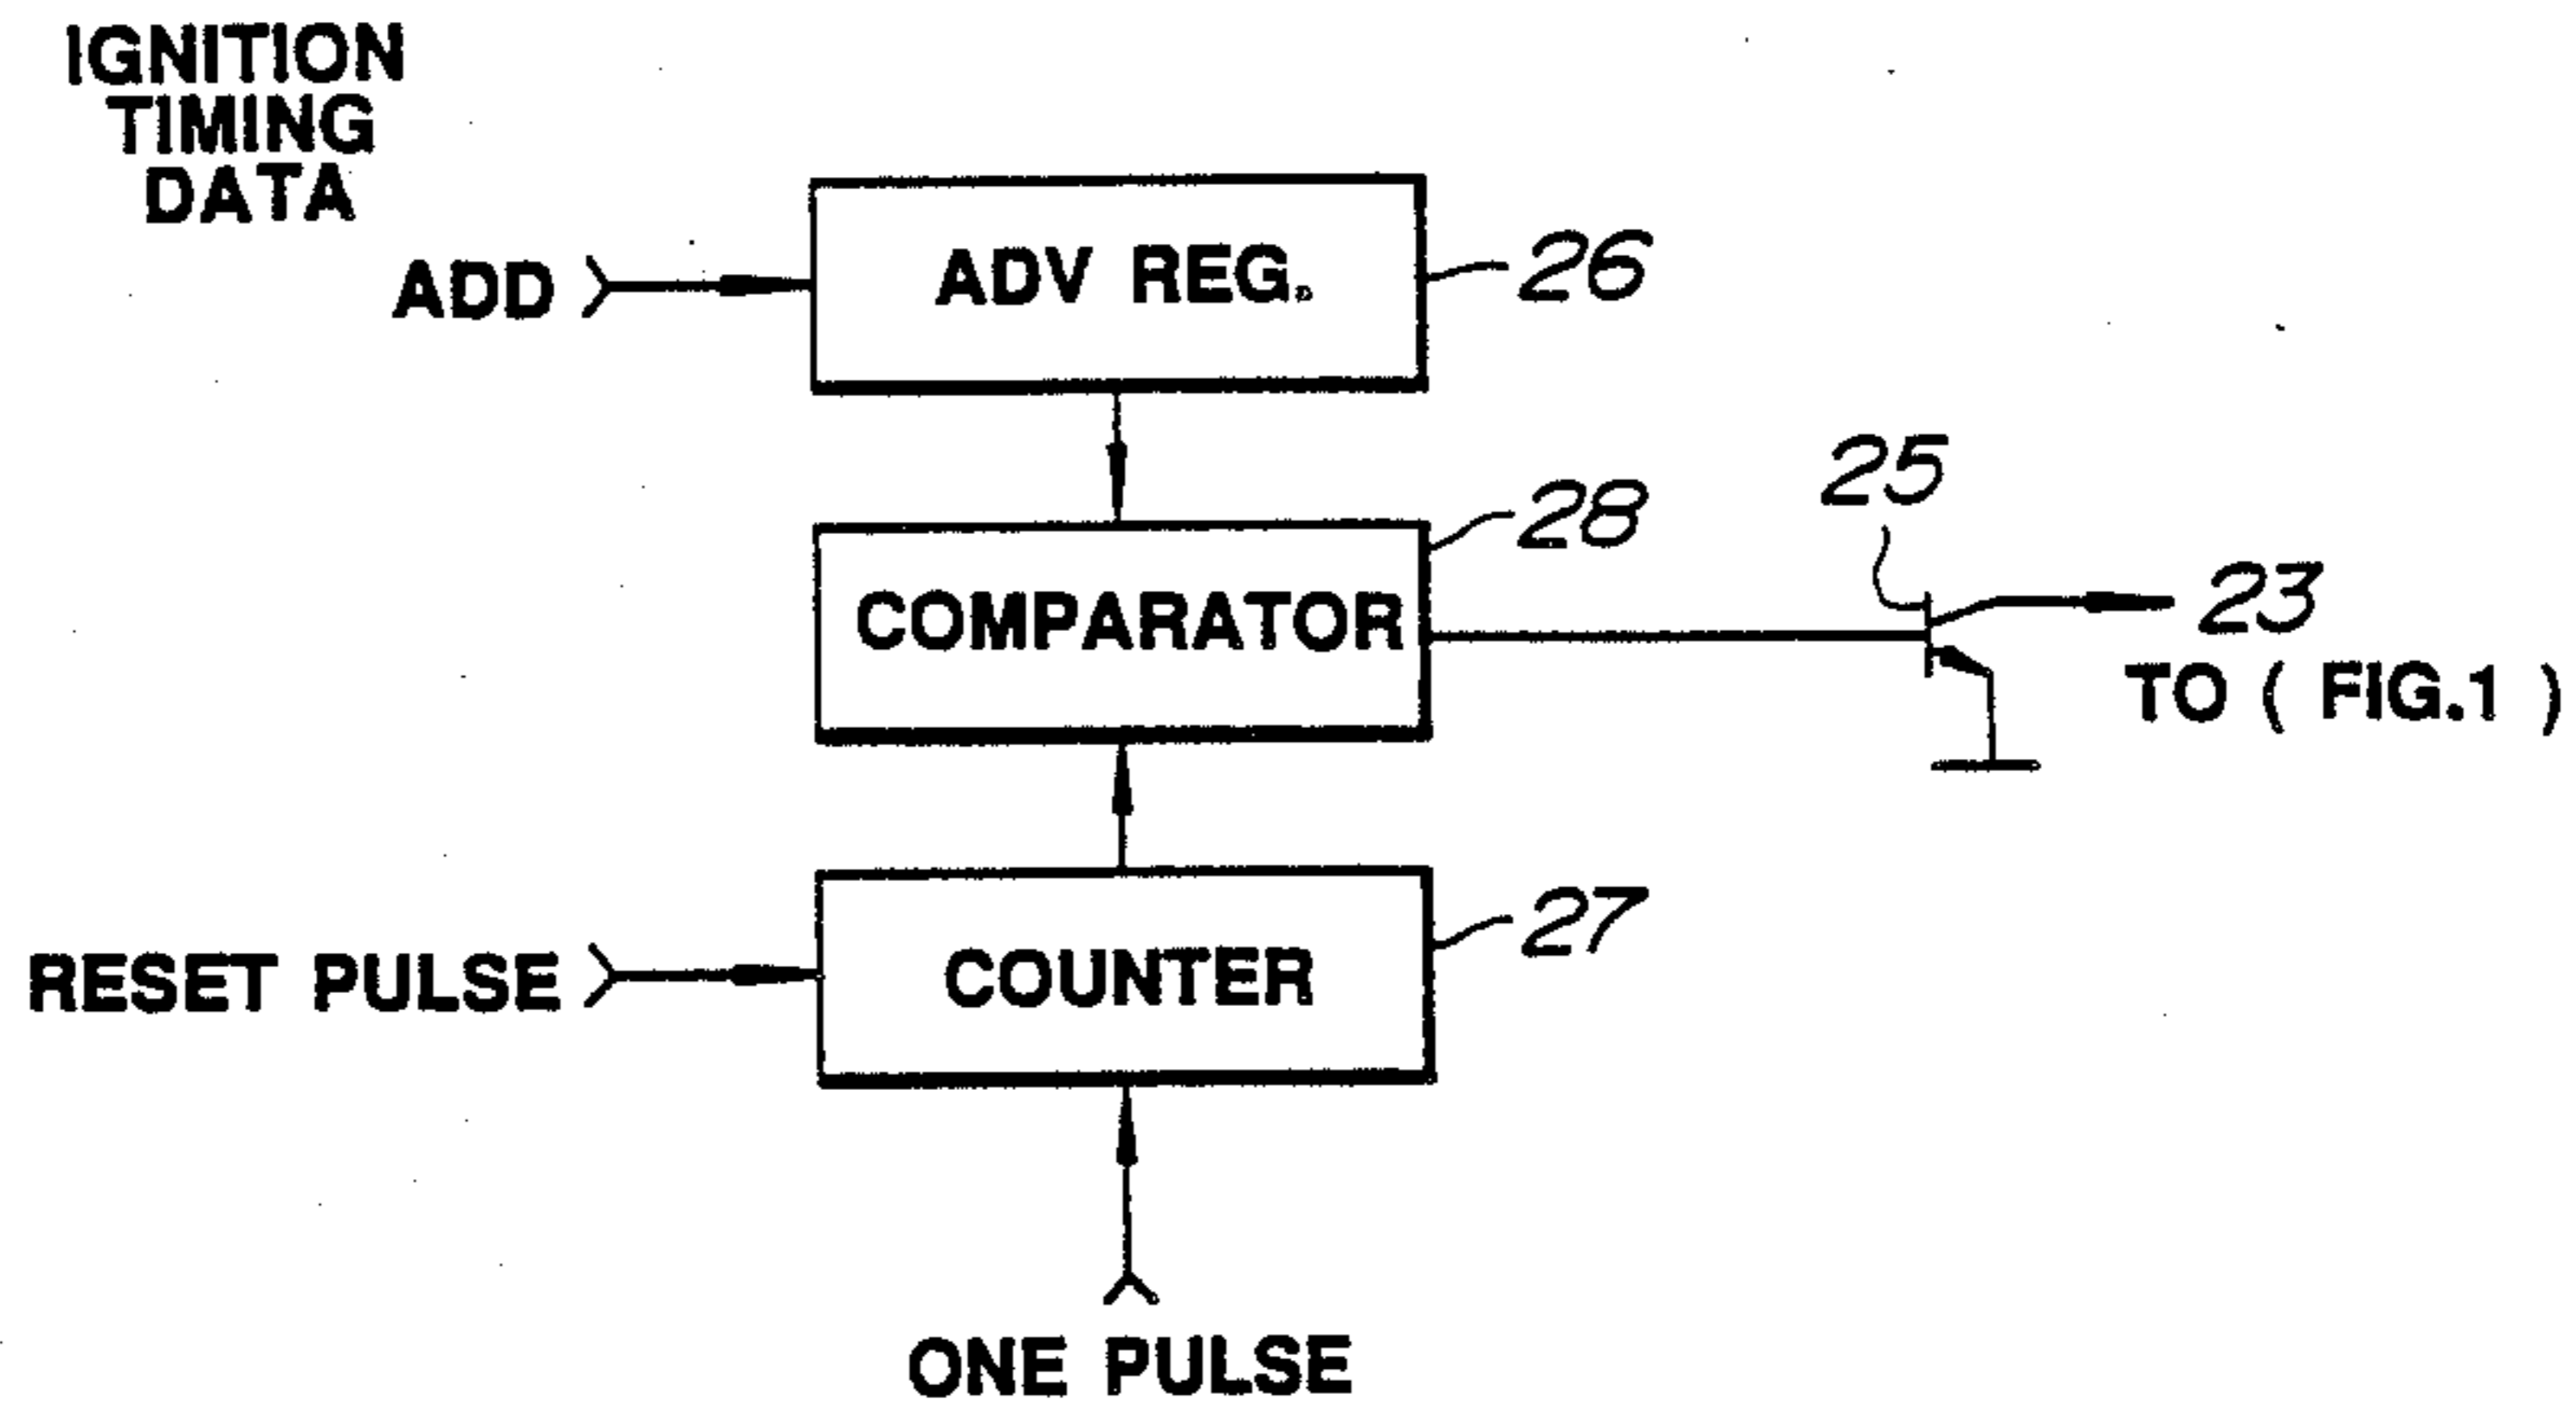 IGNITION
TIMING
DATA
ADD
ADV REG.
26
25
28
COMPARATOR
23
TO ( FIG.1 )
27
RESET PULSE
COUNTER
ONE PULSE